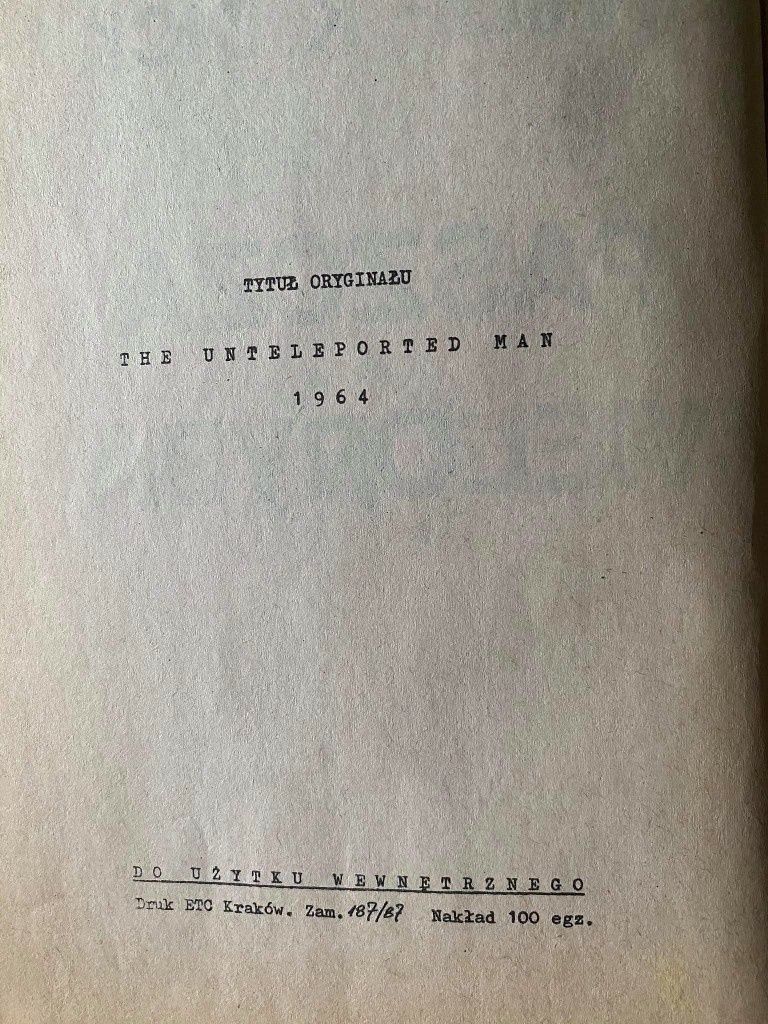 TYTUŁ ORYGINAŁU
THE UNTELEPORTED MAN
1964
DO UŻYTKU WEWNĘTRZNEGO
Druk ETC Kraków. Zam. 187/87 Nakład 100 egz.